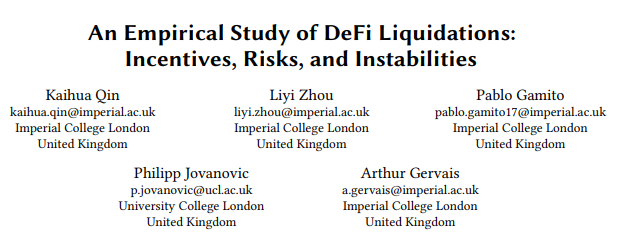 An Empirical Study of DeFi Liquidations:
Incentives, Risks, and Instabilities
Kaihua Qin
kaihua.qin@imperial.ac.uk
Imperial College London
United Kingdom
Liyi Zhou
liyi.zhou@imperial.ac.uk
Imperial College London
United Kingdom
Pablo Gamito
pablo.gamito17@imperial.ac.uk
Imperial College London
United Kingdom
Philipp Jovanovic
p.jovanovic@ucl.ac.uk
University College London
United Kingdom
Arthur Gervais
a.gervais@imperial.ac.uk
Imperial College London
United Kingdom